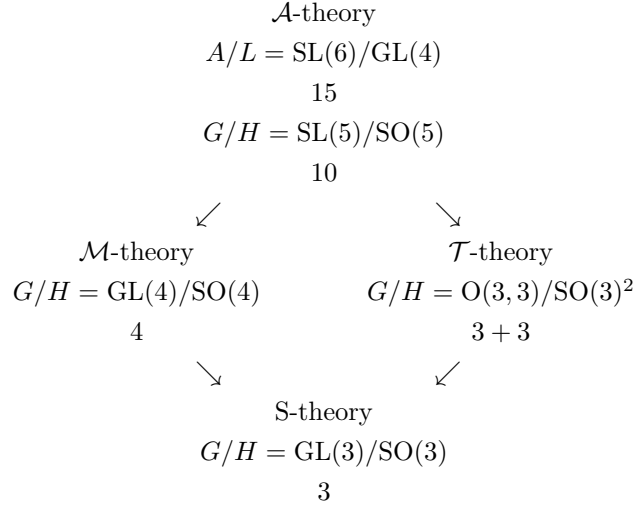 𝒜-theory
A/L = SL(6)/GL(4)
15
G/H = SL(5)/SO(5)
10
↙ ↘
ℳ-theory 𝒯-theory
G/H = GL(4)/SO(4) G/H = O(3, 3)/SO(3)²
4 3 + 3
↘ ↙
S-theory
G/H = GL(3)/SO(3)
3